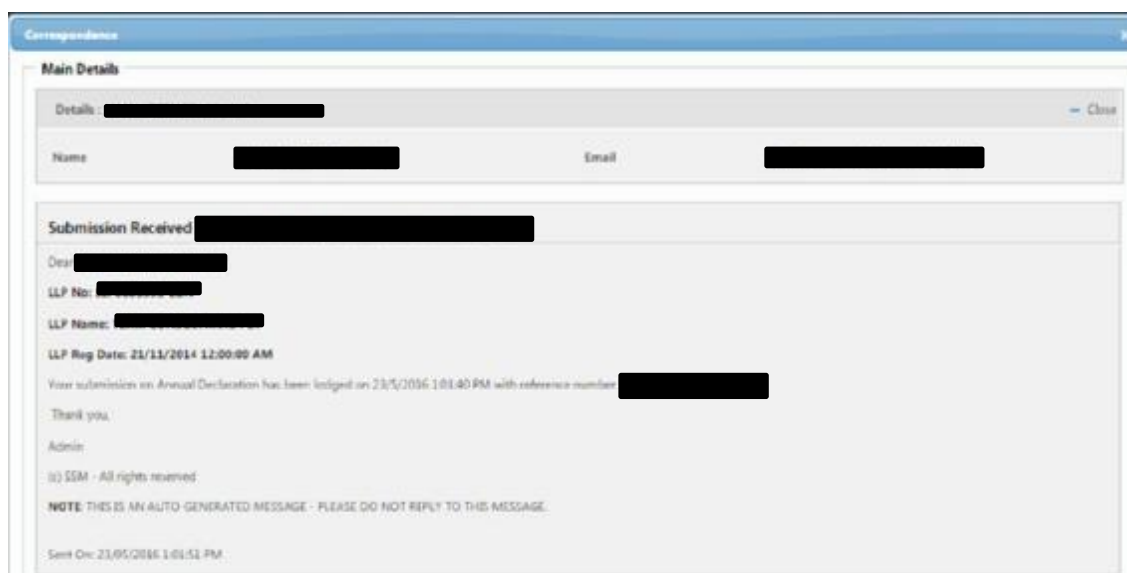 Correspondence
Main Details
Details :
Close
Name Email
Submission Received
Dear
LLP No:
LLP Name:
LLP Reg Date: 21/11/2014 12:00:00 AM
Your submission on Annual Declaration has been lodged on 23/5/2016 1:01:40 PM with reference number
Thank you,
Admin
(c) SSM - All rights reserved
NOTE: THIS IS AN AUTO GENERATED MESSAGE - PLEASE DO NOT REPLY TO THIS MESSAGE.
Sent On: 23/05/2016 1:01:51 PM